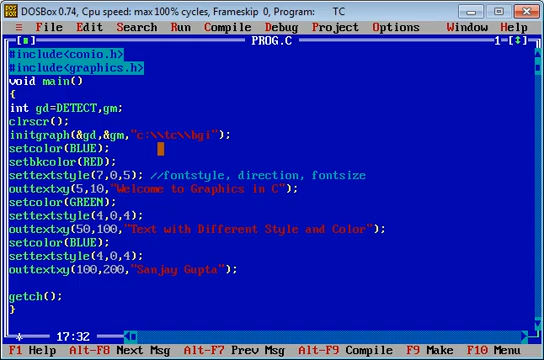 DOSBox 0.74, Cpu speed: max 100% cycles, Frameskip 0, Program: TC
≡ File Edit Search Run Compile Debug Project Options Window Help
[■] PROG.C 1=[↕]
#include<conio.h>
#include<graphics.h>
void main()
{
int gd=DETECT,gm;
clrscr();
initgraph(&gd,&gm,"c:\\tc\\bgi");
setcolor(BLUE);
setbkcolor(RED);
settextstyle(7,0,5); //fontstyle, direction, fontsize
outtextxy(5,10,"Welcome to Graphics in C");
setcolor(GREEN);
settextstyle(4,0,4);
outtextxy(50,100,"Text with Different Style and Color");
setcolor(BLUE);
settextstyle(4,0,4);
outtextxy(100,200,"Sanjay Gupta");
getch();
}
* 17:32
F1 Help Alt-F8 Next Msg Alt-F7 Prev Msg Alt-F9 Compile F9 Make F10 Menu